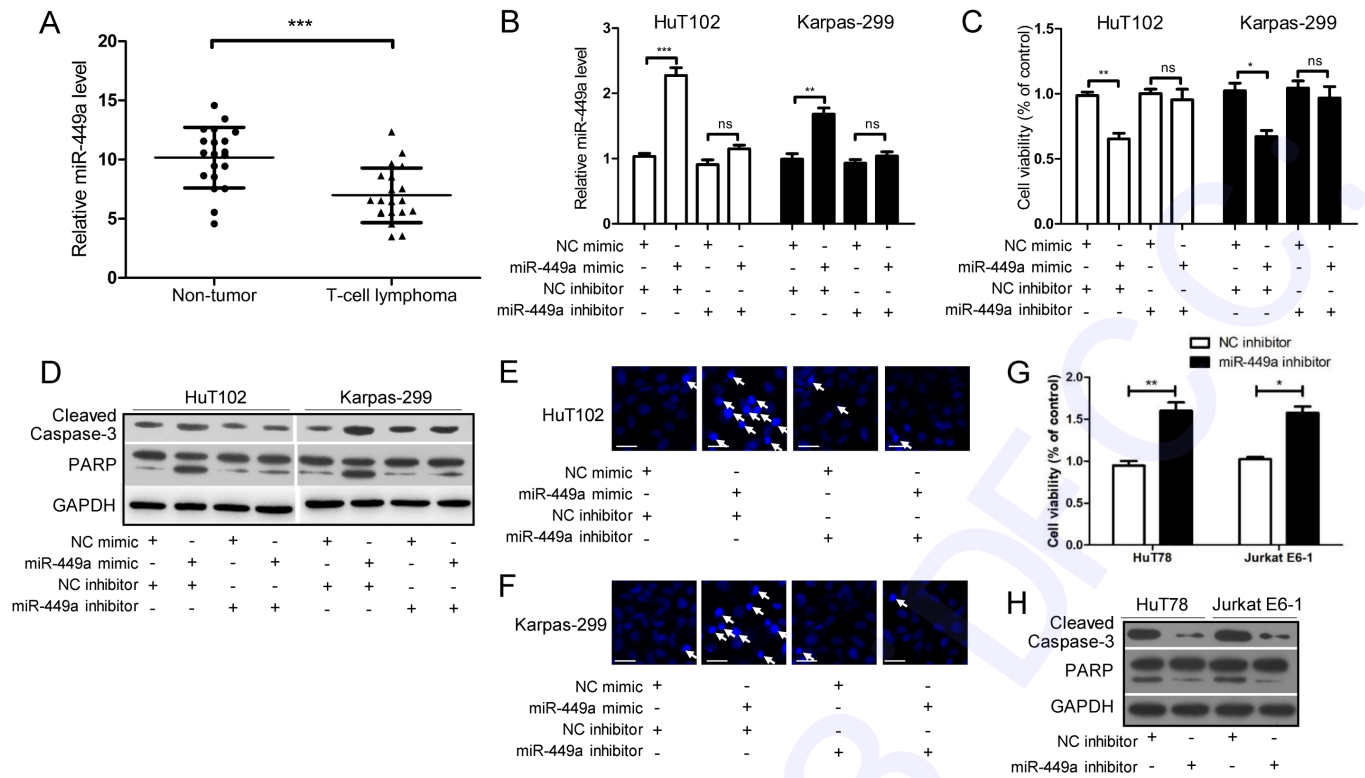 A
***
Relative miR-449a level
20
15
10
5
0
Non-tumor T-cell lymphoma
B
HuT102 Karpas-299
Relative miR-449a level
3
2
1
0
*** ns ** ns
NC mimic + - + - + - + -
miR-449a mimic - + - + - + - +
NC inhibitor + + - - + + - -
miR-449a inhibitor - - + + - - + +
C
HuT102 Karpas-299
Cell viability (% of control)
1.5
1.0
0.5
0.0
** ns * ns
NC mimic + - + - + - + -
miR-449a mimic - + - + - + - +
NC inhibitor + + - - + + - -
miR-449a inhibitor - - + + - - + +
D
HuT102 Karpas-299
Cleaved
Caspase-3
PARP
GAPDH
NC mimic + - + - + - + -
miR-449a mimic - + - + - + - +
NC inhibitor + + - - + + - -
miR-449a inhibitor - - + + - - + +
E
HuT102
NC mimic + - + -
miR-449a mimic - + - +
NC inhibitor + + - -
miR-449a inhibitor - - + +
F
Karpas-299
NC mimic + - + -
miR-449a mimic - + - +
NC inhibitor + + - -
miR-449a inhibitor - - + +
G
NC inhibitor
miR-449a inhibitor
Cell viability (% of control)
2.0
1.5
1.0
0.5
0.0
** *
HuT78 Jurkat E6-1
H
HuT78 Jurkat E6-1
Cleaved
Caspase-3
PARP
GAPDH
NC inhibitor + - + -
miR-449a inhibitor - + - +